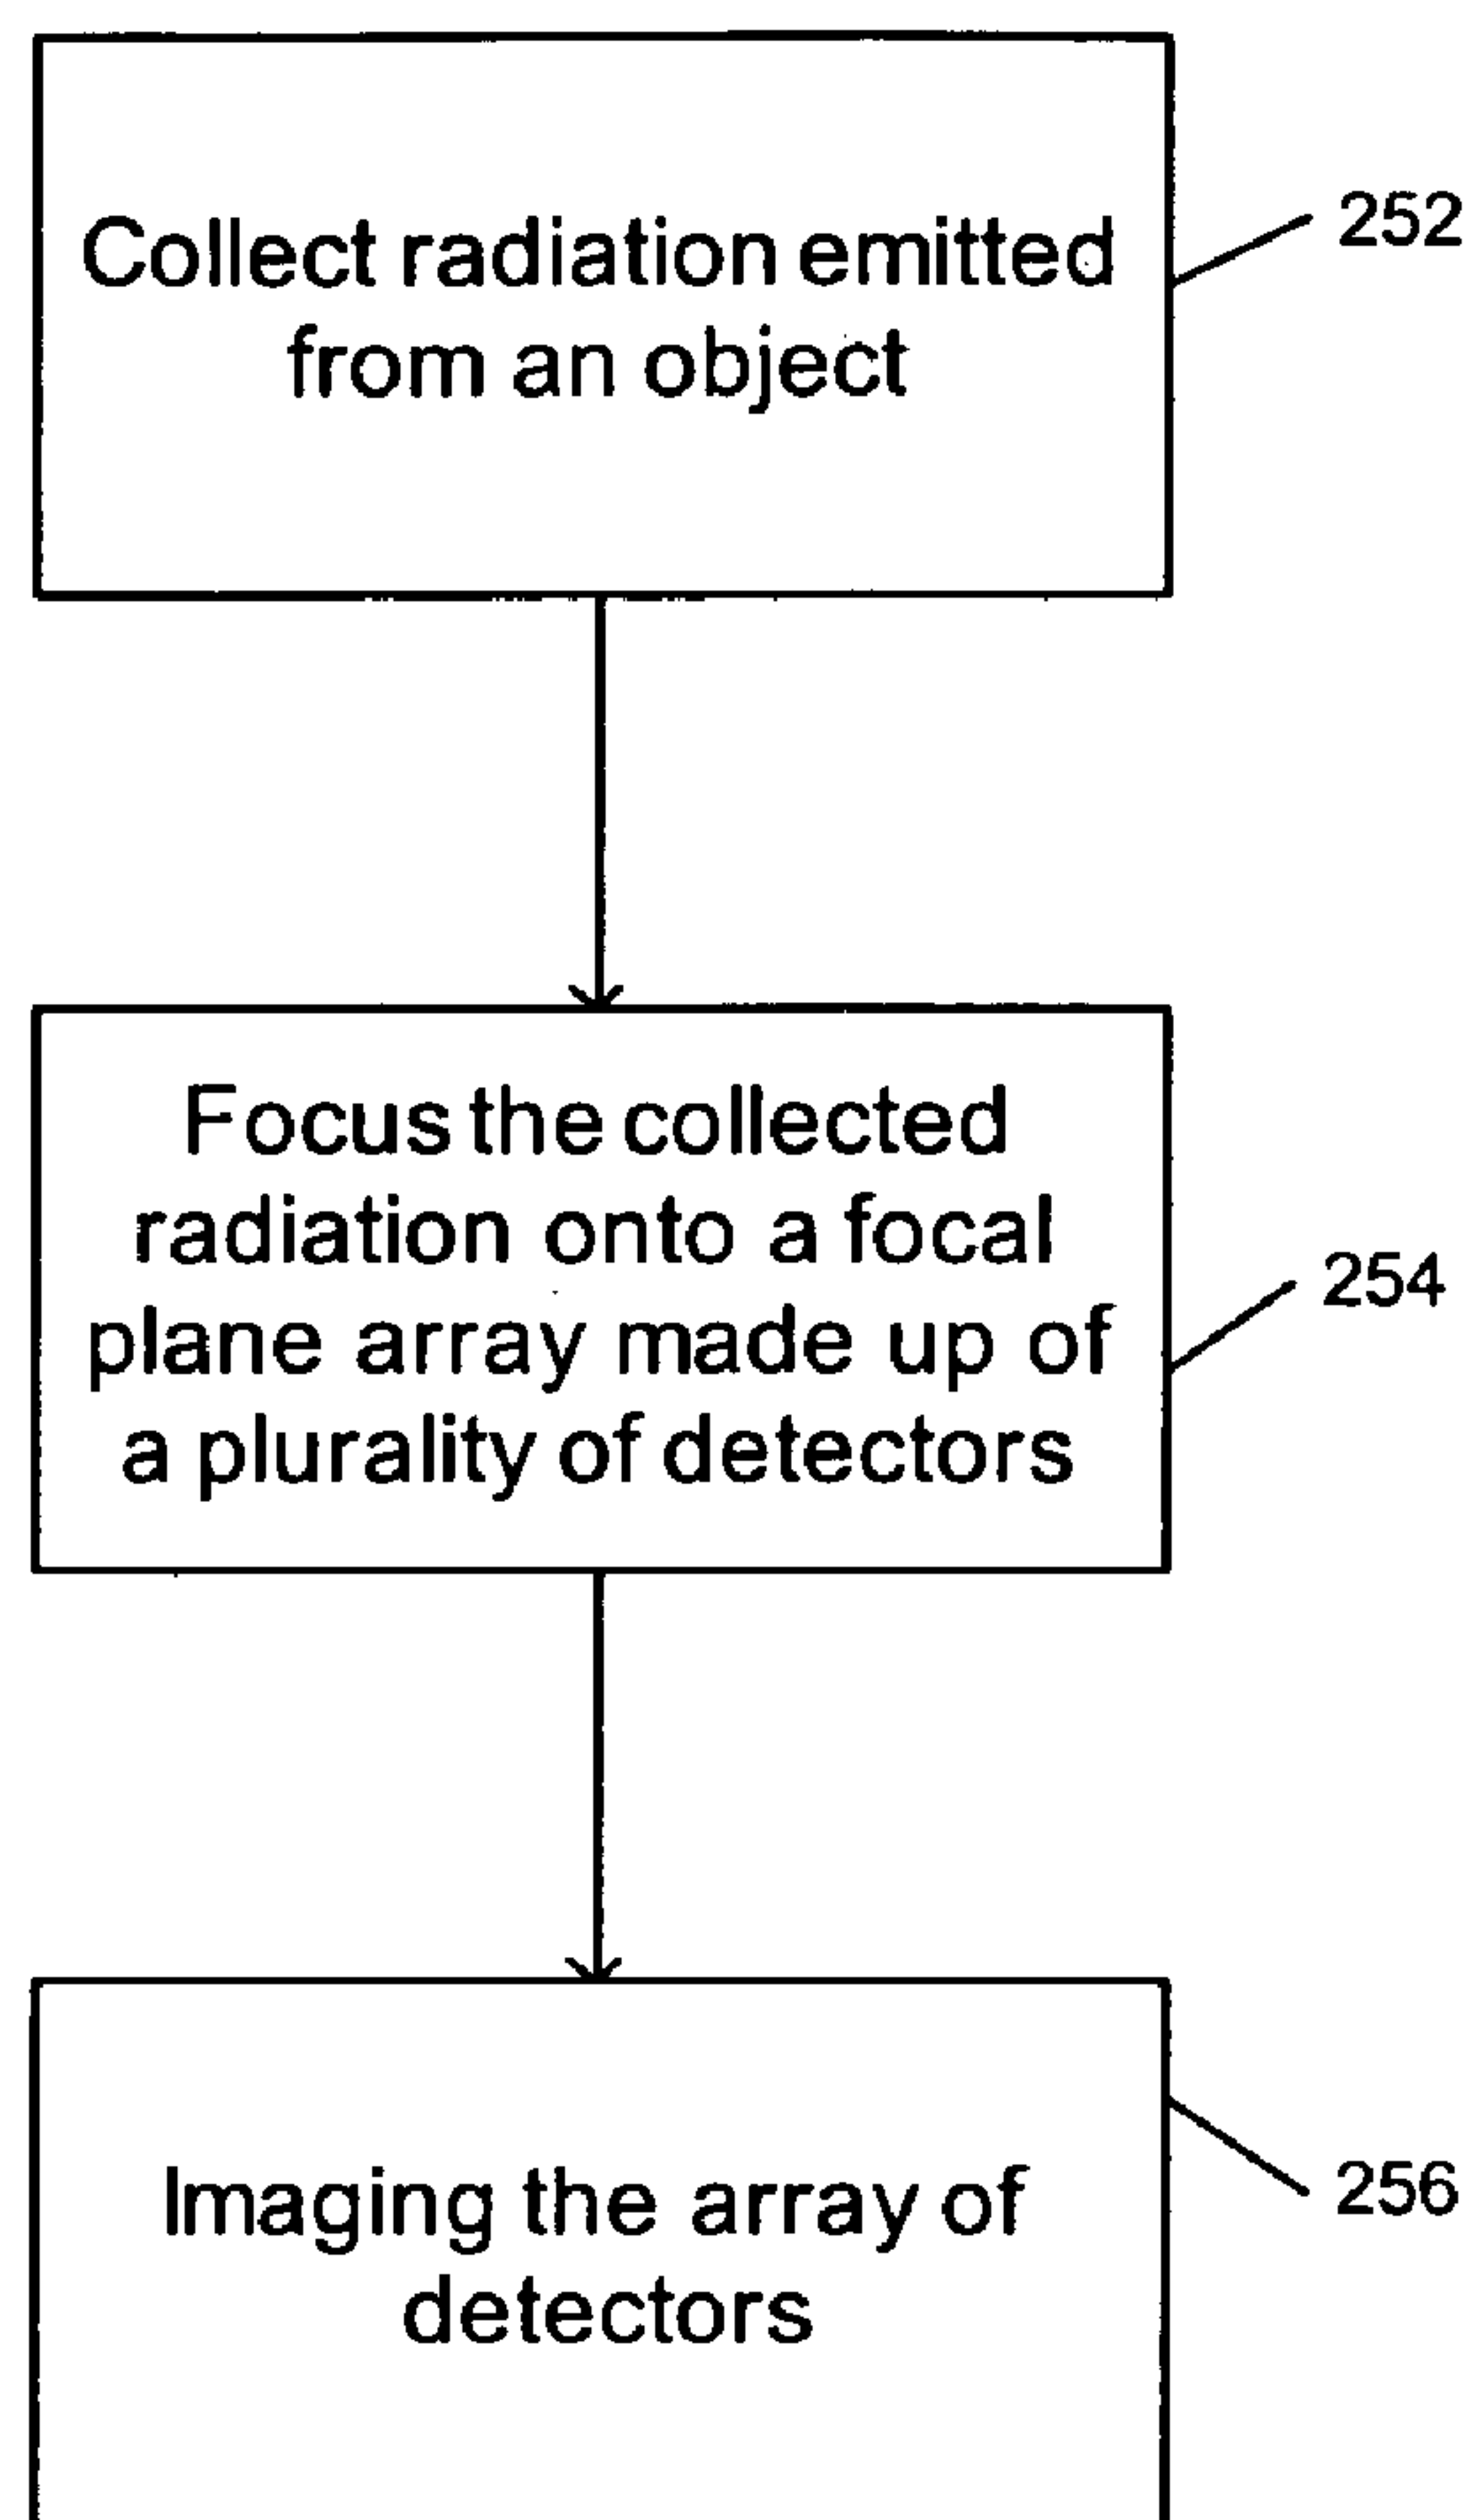 Collect radiation emitted
from an object
252
Focus the collected
radiation onto a focal
plane array made up of
a plurality of detectors
254
Imaging the array of
detectors
256